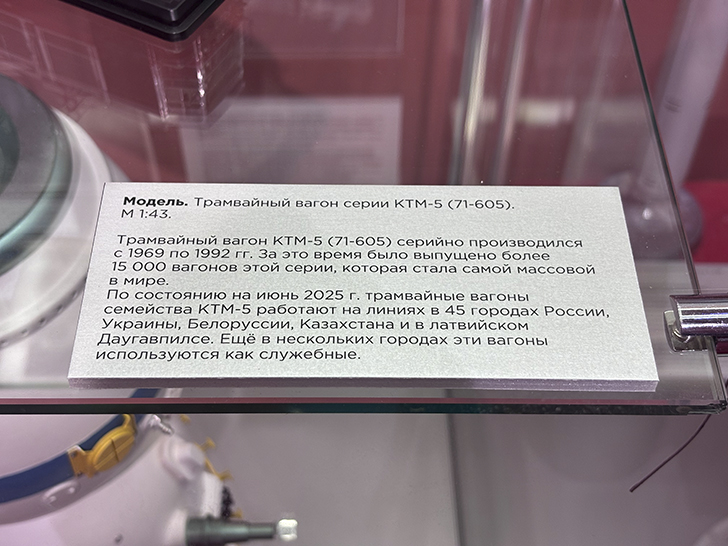 Модель. Трамвайный вагон серии КТМ-5 (71-605).
М 1:43.
Трамвайный вагон КТМ-5 (71-605) серийно производился
с 1969 по 1992 гг. За это время было выпущено более
15 000 вагонов этой серии, которая стала самой массовой
в мире.
По состоянию на июнь 2025 г. трамвайные вагоны
семейства КТМ-5 работают на линиях в 45 городах России,
Украины, Белоруссии, Казахстана и в латвийском
Даугавпилсе. Ещё в нескольких городах эти вагоны
используются как служебные.